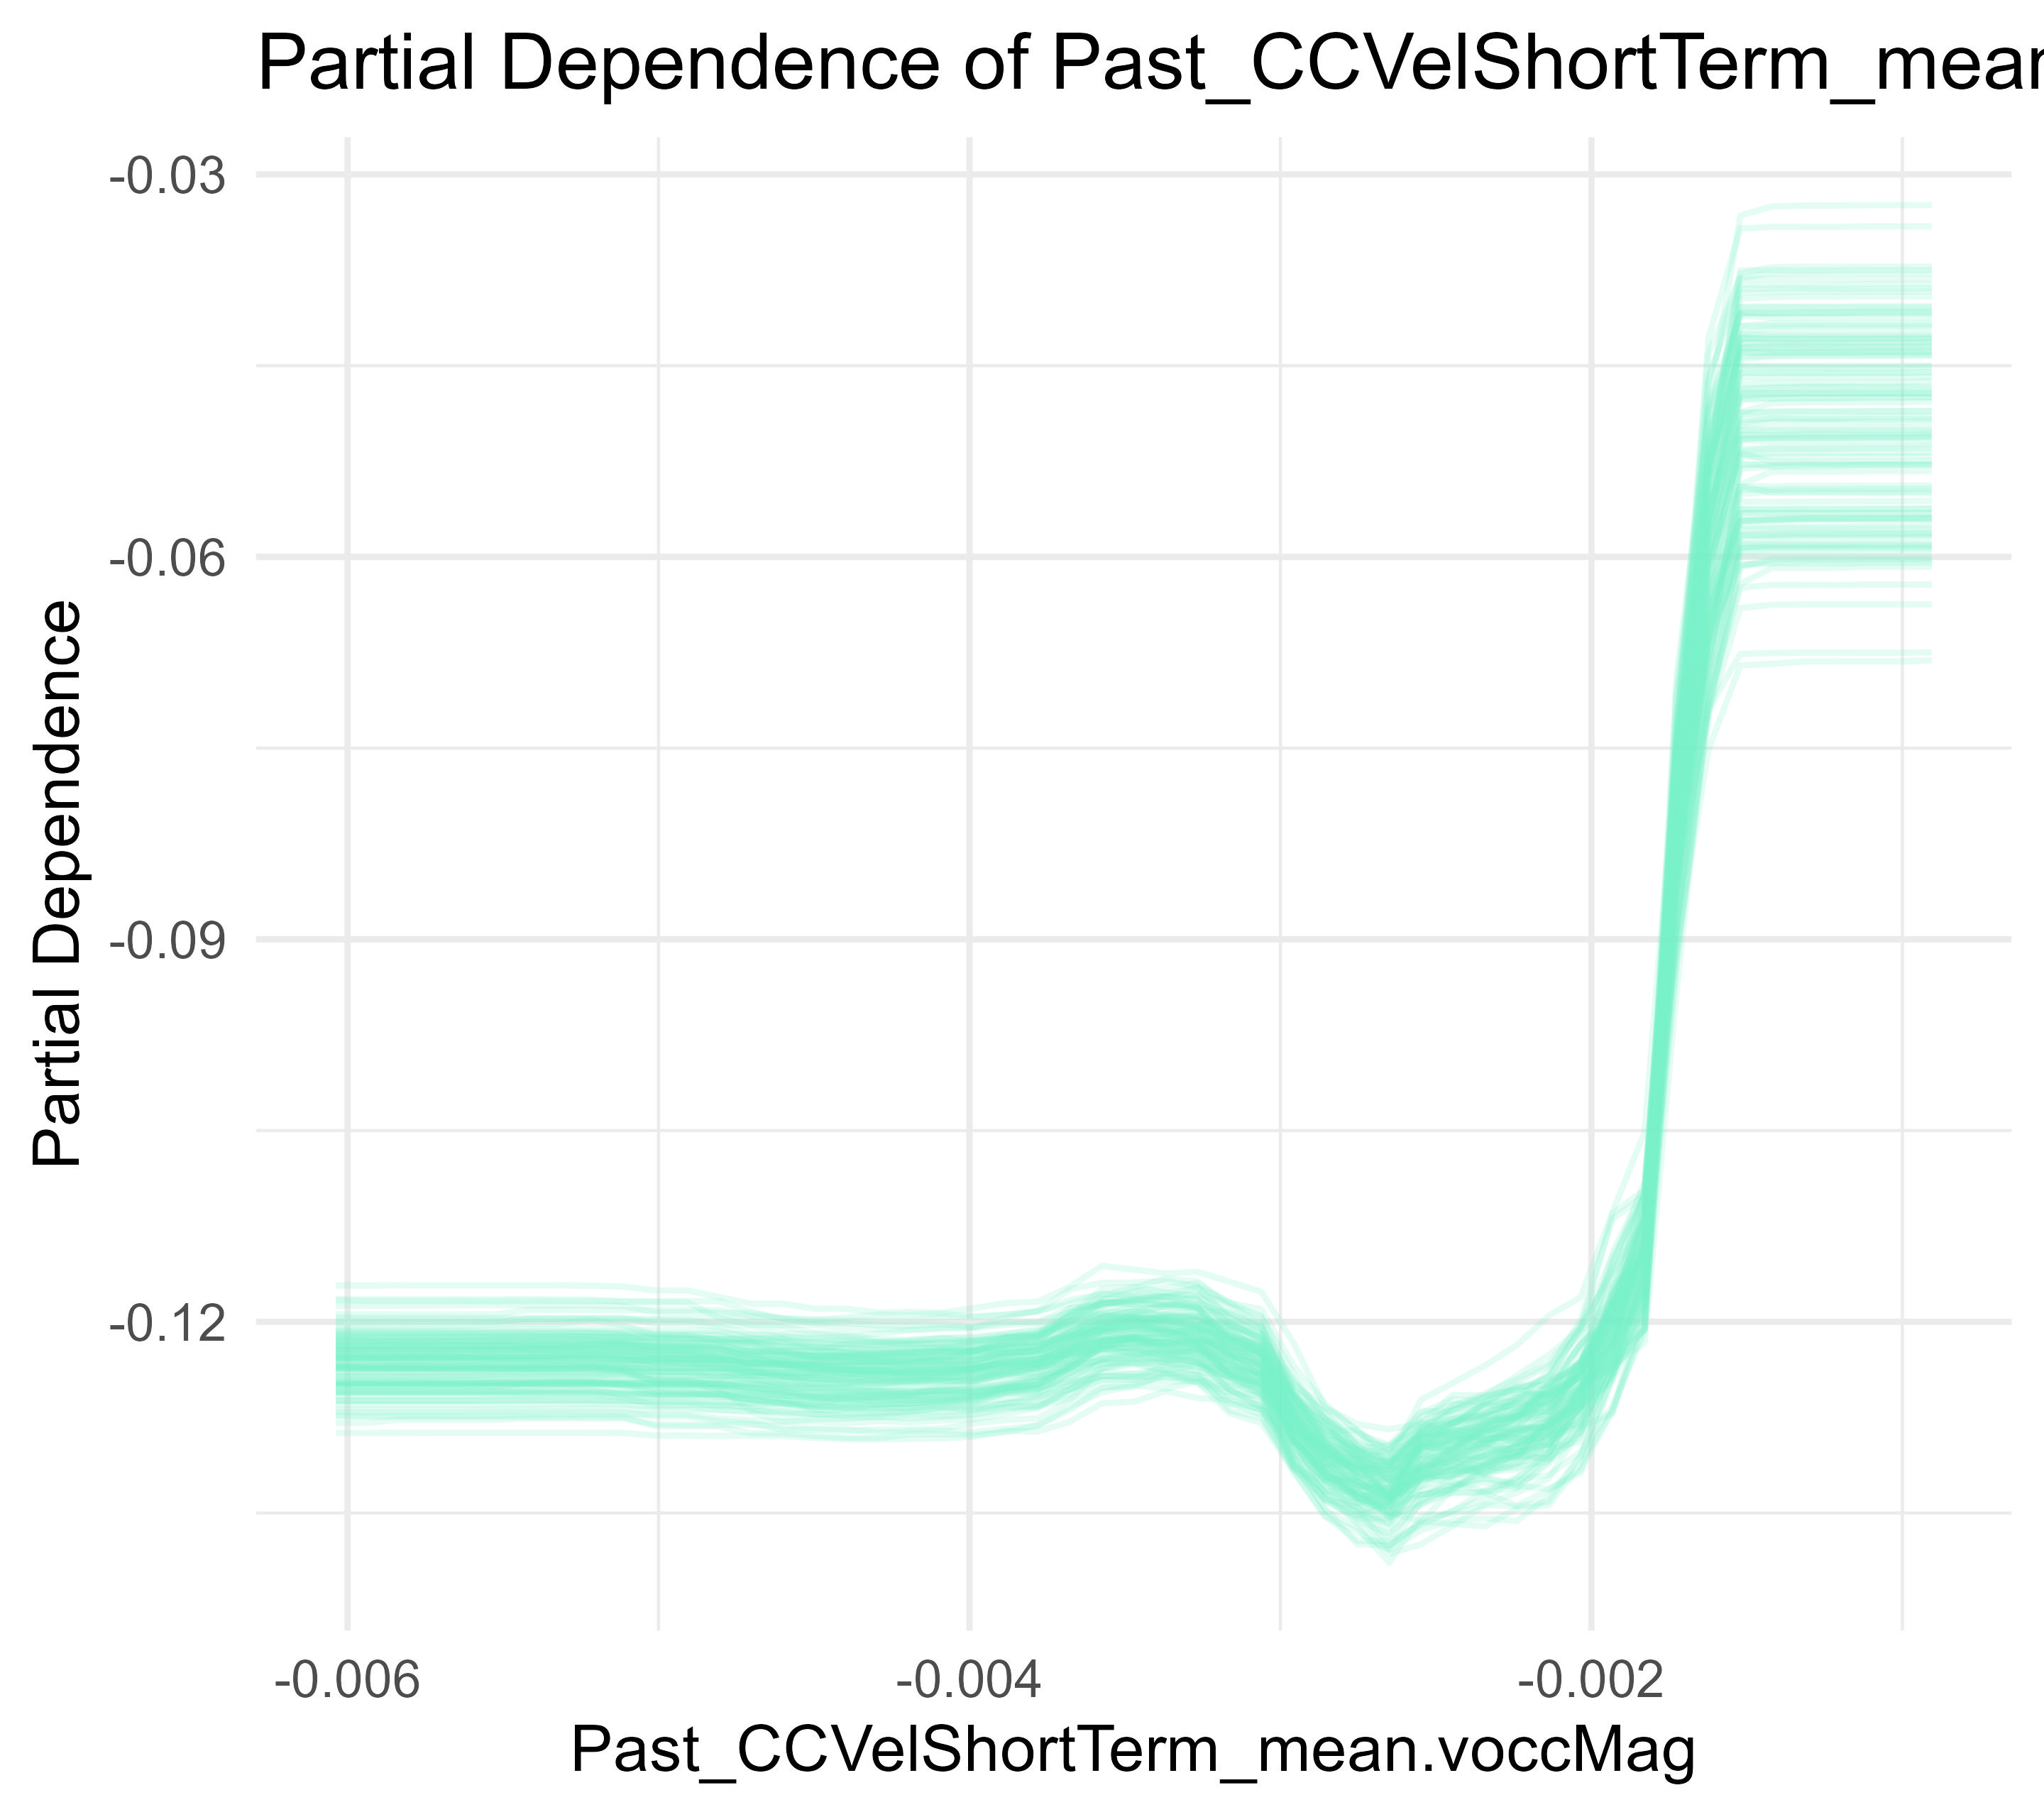 Partial Dependence of Past_CCVelShortTerm_mean
-0.03
-0.06
-0.09
-0.12
Partial Dependence
-0.006
-0.004
-0.002
Past_CCVelShortTerm_mean.voccMag